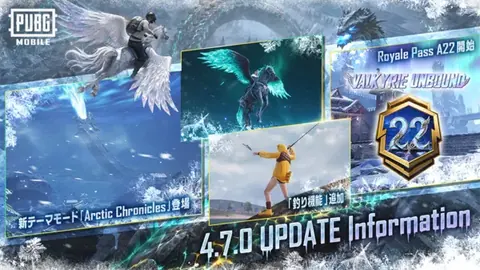 PUBG
MOBILE
Royale Pass A22 開始
VALKYRIE UNBOUND
22
新テーマモード「Arctic Chronicles」登場
「釣り機能」追加
4.7.0 UPDATE Information